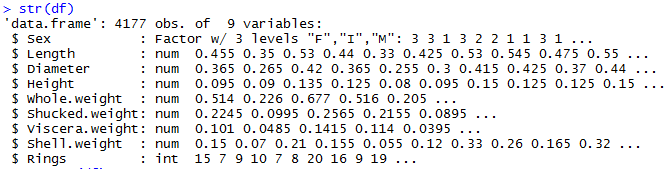 > str(df)
'data.frame': 4177 obs. of  9 variables:
 $ Sex           : Factor w/ 3 levels "F","I","M": 3 3 1 3 2 2 1 1 3 1 ...
 $ Length        : num  0.455 0.35 0.53 0.44 0.33 0.425 0.53 0.545 0.475 0.55 ...
 $ Diameter      : num  0.365 0.265 0.42 0.365 0.255 0.3 0.415 0.425 0.37 0.44 ...
 $ Height        : num  0.095 0.09 0.135 0.125 0.08 0.095 0.15 0.125 0.125 0.15 ...
 $ Whole.weight  : num  0.514 0.226 0.677 0.516 0.205 ...
 $ Shucked.weight: num  0.2245 0.0995 0.2565 0.2155 0.0895 ...
 $ Viscera.weight: num  0.101 0.0485 0.1415 0.114 0.0395 ...
 $ Shell.weight  : num  0.15 0.07 0.21 0.155 0.055 0.12 0.33 0.26 0.165 0.32 ...
 $ Rings         : int  15 7 9 10 7 8 20 16 9 19 ...